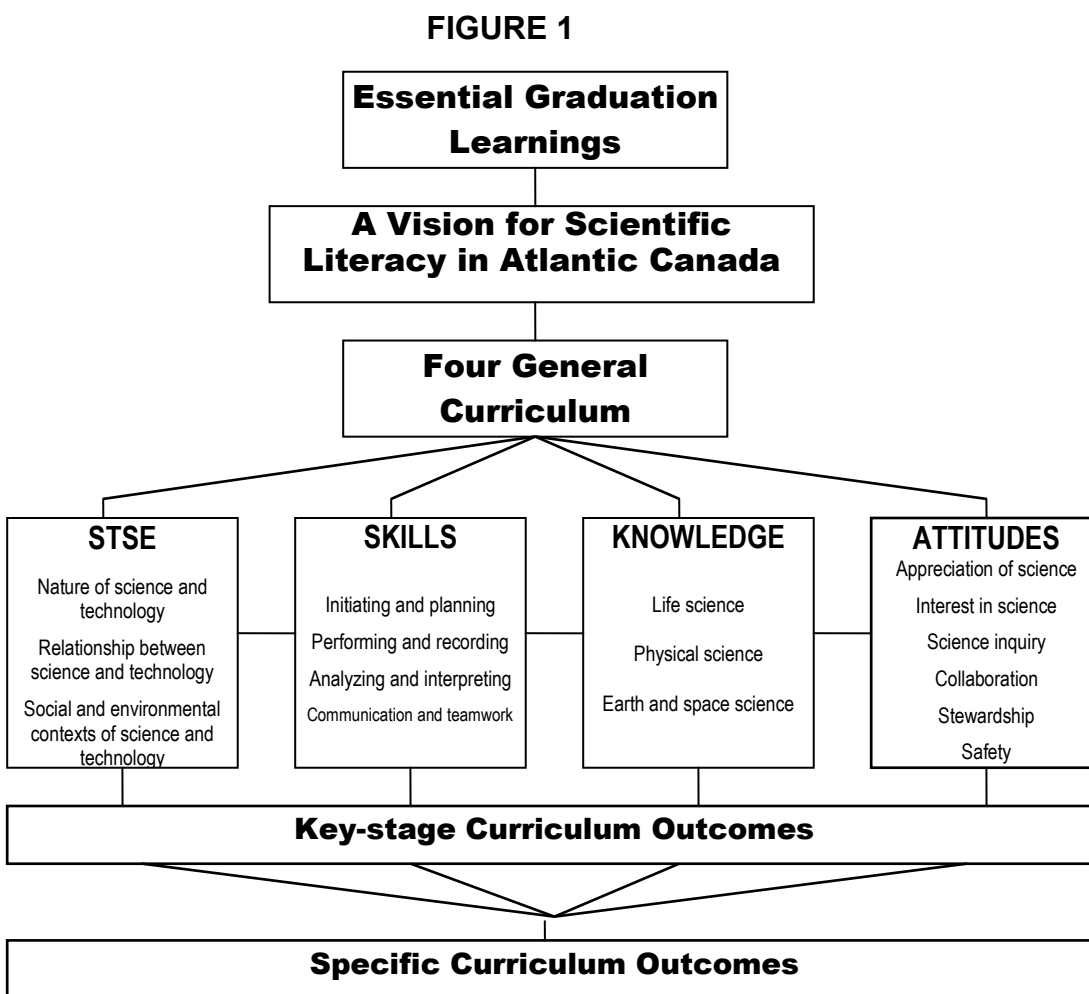 FIGURE 1
Essential Graduation
Learnings
A Vision for Scientific
Literacy in Atlantic Canada
Four General
Curriculum
STSE
Nature of science and
technology
Relationship between
science and technology
Social and environmental
contexts of science and
technology
SKILLS
Initiating and planning
Performing and recording
Analyzing and interpreting
Communication and teamwork
KNOWLEDGE
Life science
Physical science
Earth and space science
ATTITUDES
Appreciation of science
Interest in science
Science inquiry
Collaboration
Stewardship
Safety
Key-stage Curriculum Outcomes
Specific Curriculum Outcomes